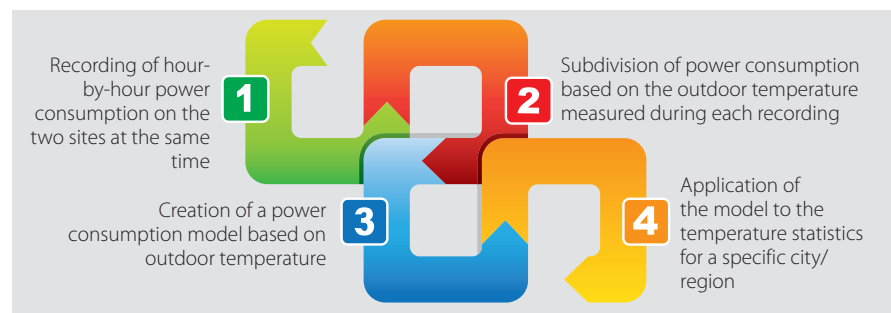 Recording of hour-
by-hour power
consumption on the
two sites at the same
time
1
2
Subdivision of power consumption
based on the outdoor temperature
measured during each recording
Creation of a power
consumption model based on
outdoor temperature
3
4
Application of
the model to the
temperature statistics
for a specific city/
region